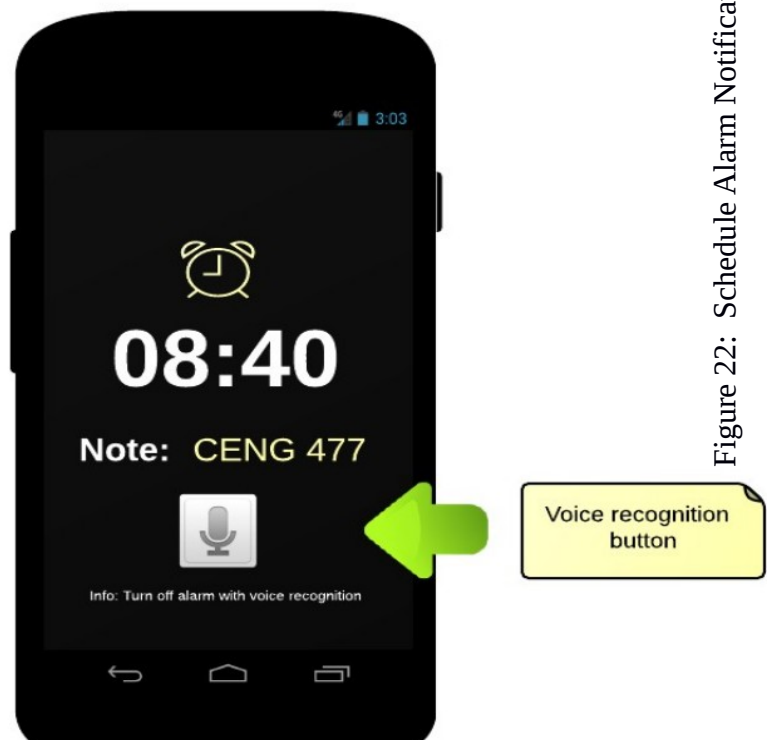 4G 3:03
08:40
Note: CENG 477
Info: Turn off alarm with voice recognition
Voice recognition
button
Figure 22: Schedule Alarm Notifica